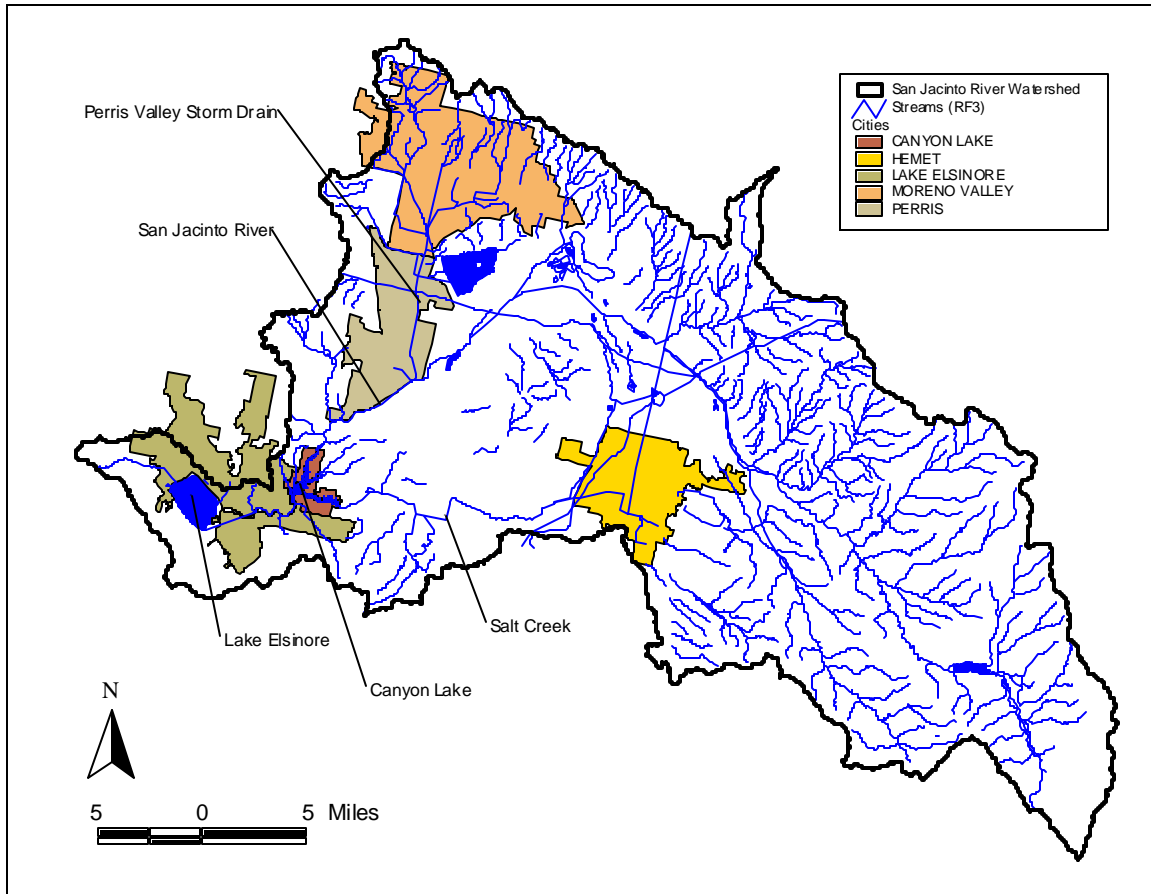 San Jacinto River Watershed
Streams (RF3)
Cities
CANYON LAKE
HEMET
LAKE ELSINORE
MORENO VALLEY
PERRIS
Perris Valley Storm Drain
San Jacinto River
Salt Creek
Lake Elsinore
Canyon Lake
N
5 0 5 Miles